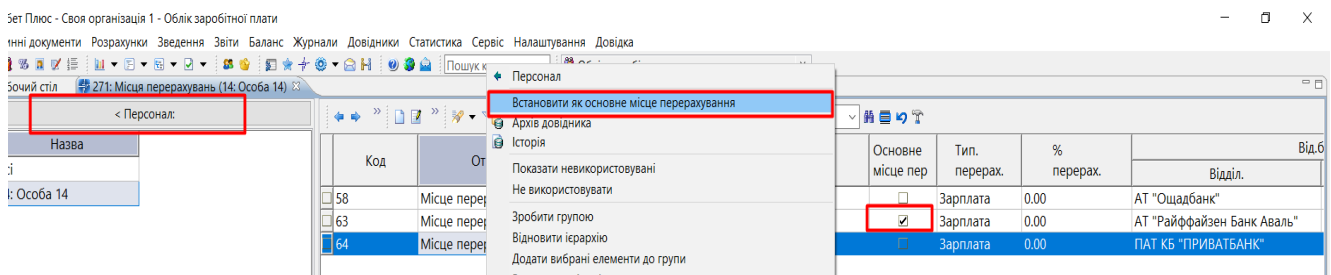 бет Плюс - Своя організація 1 - Облік заробітної плати
инні документи Розрахунки Зведення Звіти Баланс Журнали Довідники Статистика Сервіс Налаштування Довідка
Пошук к
бочий стіл 271: Місця перерахувань (14: Особа 14)
< Персонал:
Назва
сі
4: Особа 14
Персонал
Встановити як основне місце перерахування
Архів довідника
Історія
Показати невикористовувані
Не використовувати
Зробити групою
Відновити ієрархію
Додати вибрані елементи до групи
Код От Основне місце пер Тип. перерах. % перерах. Від.б
Відділ.
58 Місце перер Зарплата 0.00 АТ "Ощадбанк"
63 Місце перер Зарплата 0.00 АТ "Райффайзен Банк Аваль"
64 Місце перер Зарплата 0.00 ПАТ КБ "ПРИВАТБАНК"